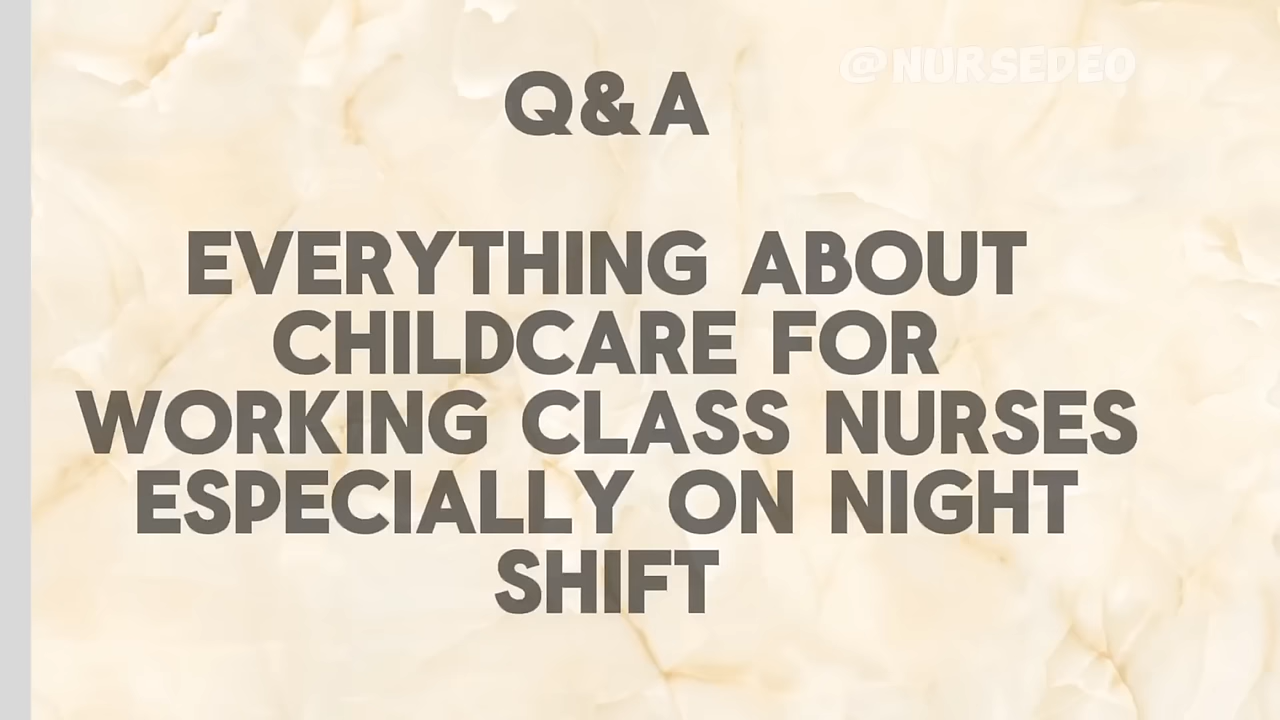 @NURSEDEO
Q&A
EVERYTHING ABOUT
CHILDCARE FOR
WORKING CLASS NURSES
ESPECIALLY ON NIGHT
SHIFT